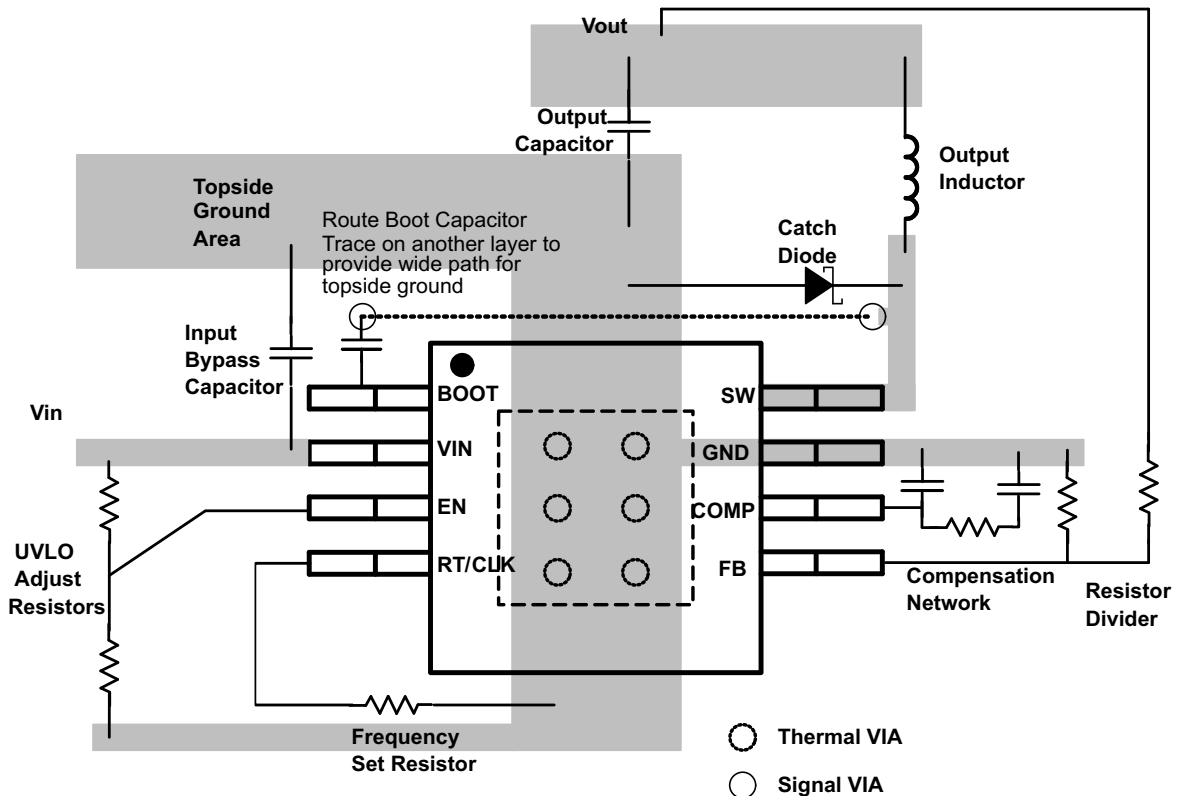 Vout
Output
Capacitor
Output
Inductor
Topside
Ground
Area
Route Boot Capacitor
Trace on another layer to
provide wide path for
topside ground
Catch
Diode
Input
Bypass
Capacitor
Vin
BOOT
VIN
EN
RT/CLK
SW
GND
COMP
FB
UVLO
Adjust
Resistors
Compensation
Network
Resistor
Divider
Frequency
Set Resistor
Thermal VIA
Signal VIA